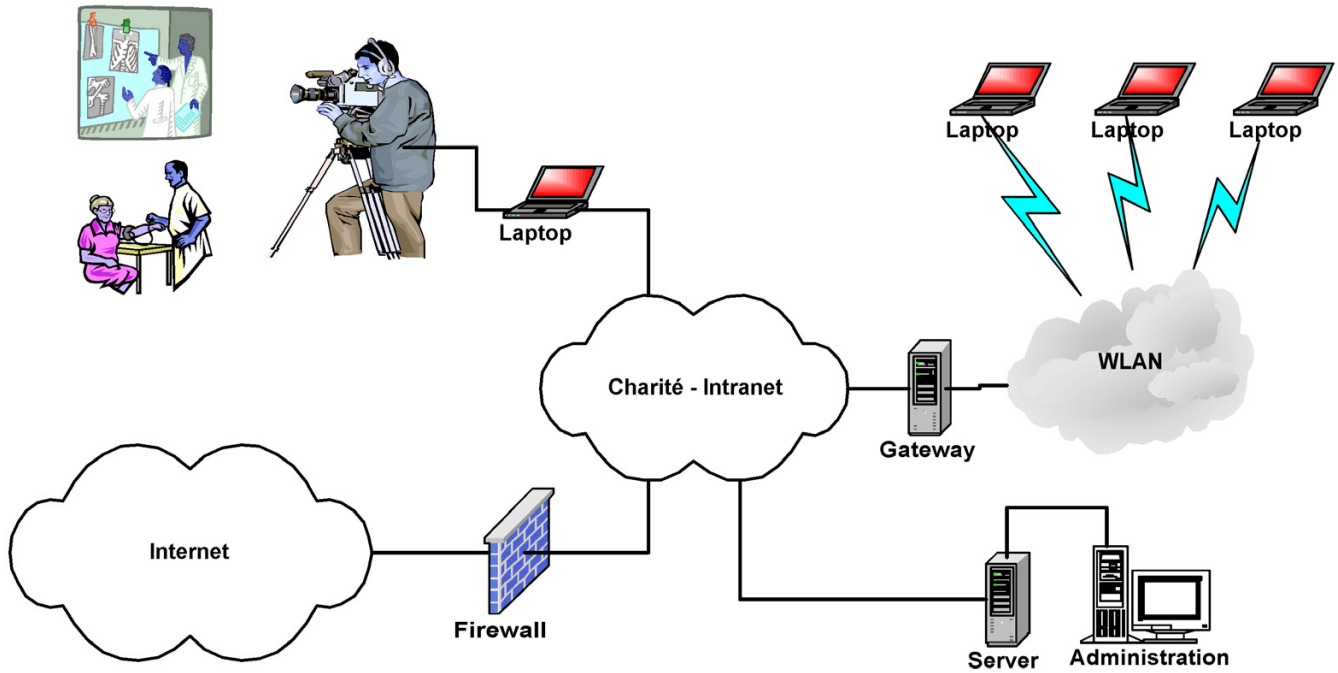 Laptop
Laptop
Laptop
Laptop
WLAN
Charité - Intranet
Gateway
Internet
Firewall
Server
Administration